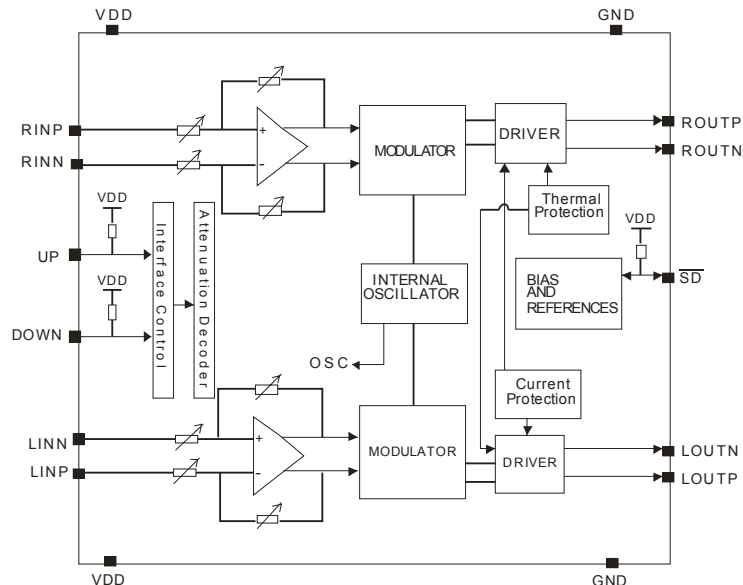 VDD
GND
RINP
RINN
+
-
MODULATOR
DRIVER
ROUTP
ROUTN
Thermal
Protection
VDD
UP
VDD
DOWN
Interface Control
Attenuation Decoder
INTERNAL
OSCILLATOR
OSC
BIAS
AND
REFERENCES
VDD
SD
Current
Protection
LINN
LINP
+
-
MODULATOR
DRIVER
LOUTN
LOUTP
VDD
GND